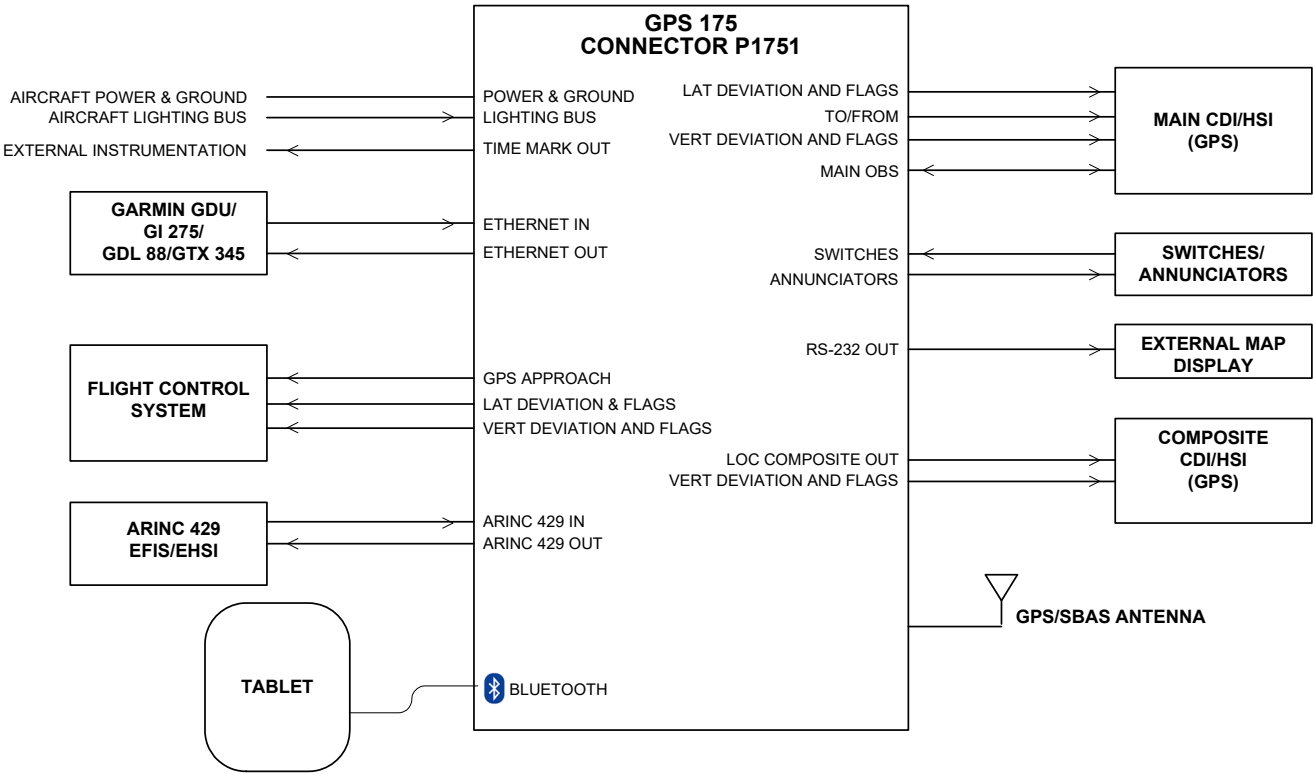 GPS 175
CONNECTOR P1751
AIRCRAFT POWER & GROUND
AIRCRAFT LIGHTING BUS
EXTERNAL INSTRUMENTATION
POWER & GROUND
LIGHTING BUS
TIME MARK OUT
GARMIN GDU/
GI 275/
GDL 88/GTX 345
ETHERNET IN
ETHERNET OUT
FLIGHT CONTROL
SYSTEM
GPS APPROACH
LAT DEVIATION & FLAGS
VERT DEVIATION AND FLAGS
ARINC 429
EFIS/EHSI
ARINC 429 IN
ARINC 429 OUT
TABLET
BLUETOOTH
LAT DEVIATION AND FLAGS
TO/FROM
VERT DEVIATION AND FLAGS
MAIN OBS
MAIN CDI/HSI
(GPS)
SWITCHES
ANNUNCIATORS
SWITCHES/
ANNUNCIATORS
RS-232 OUT
EXTERNAL MAP
DISPLAY
LOC COMPOSITE OUT
VERT DEVIATION AND FLAGS
COMPOSITE
CDI/HSI
(GPS)
GPS/SBAS ANTENNA